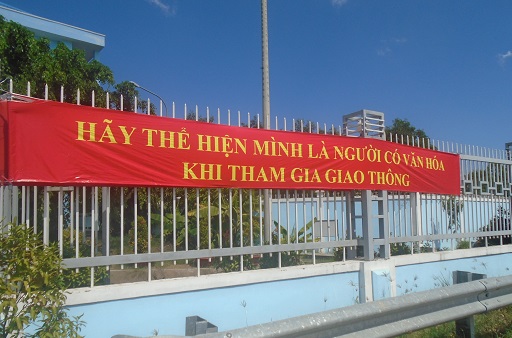 HÃY THỂ HIỆN MÌNH LÀ NGƯỜI CÓ VĂN HÓA
KHI THAM GIA GIAO THÔNG